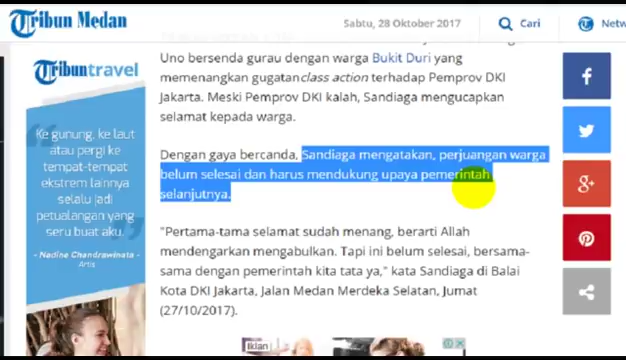 Tribun Medan
Sabtu, 28 Oktober 2017
Cari
Netw
Tribun travel
Ke gunung, ke laut
atau pergi ke
tempat-tempat
ekstrem lainnya
selalu jadi
petualangan yang
seru buat aku.
- Nadine Chandrawinata -
Artis
Uno bersenda gurau dengan warga Bukit Duri yang
memenangkan gugatan class action terhadap Pemprov DKI
Jakarta. Meski Pemprov DKI kalah, Sandiaga mengucapkan
selamat kepada warga.
Dengan gaya bercanda, Sandiaga mengatakan, perjuangan warga
belum selesai dan harus mendukung upaya pemerintah
selanjutnya.
"Pertama-tama selamat sudah menang, berarti Allah
mendengarkan mengabulkan. Tapi ini belum selesai, bersama-
sama dengan pemerintah kita tata ya," kata Sandiaga di Balai
Kota DKI Jakarta, Jalan Medan Merdeka Selatan, Jumat
(27/10/2017).
Iklan